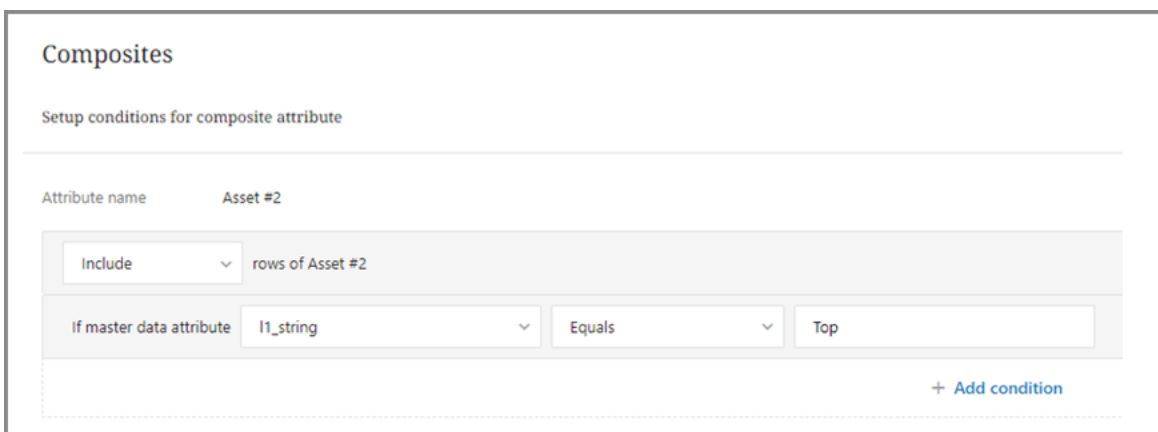 Composites
Setup conditions for composite attribute
Attribute name Asset #2
Include rows of Asset #2
If master data attribute l1_string Equals Top
+ Add condition